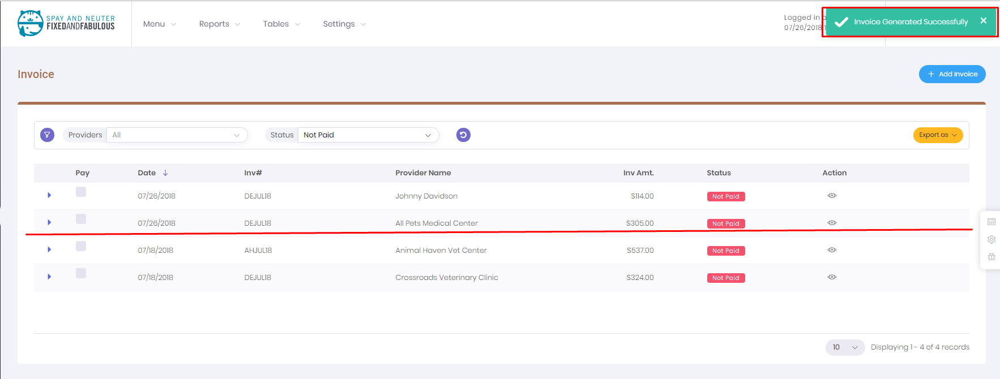 SPAY AND NEUTER
FIXEDANDFABULOUS
Menu Reports Tables Settings
Logged in
07/26/2018
Invoice Generated Successfully ×
Invoice
+ Add Invoice
Providers All Status Not Paid Export as
Pay Date ↓ Inv# Provider Name Inv Amt. Status Action
07/26/2018 DEJUL18 Johnny Davidson $114.00 Not Paid
07/26/2018 DEJUL18 All Pets Medical Center $305.00 Not Paid
07/18/2018 AHJUL18 Animal Haven Vet Center $537.00 Not Paid
07/18/2018 DEJUL18 Crossroads Veterinary Clinic $324.00 Not Paid
10 Displaying 1 - 4 of 4 records